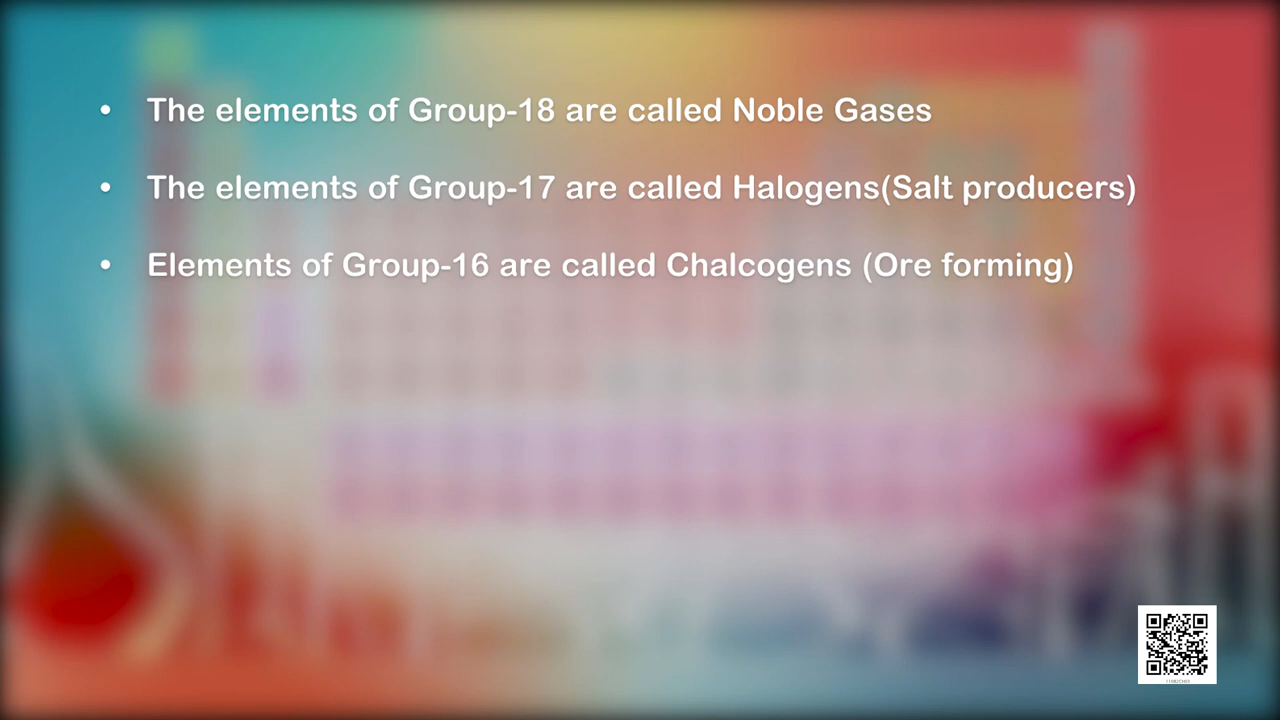 • The elements of Group-18 are called Noble Gases
• The elements of Group-17 are called Halogens(Salt producers)
• Elements of Group-16 are called Chalcogens (Ore forming)